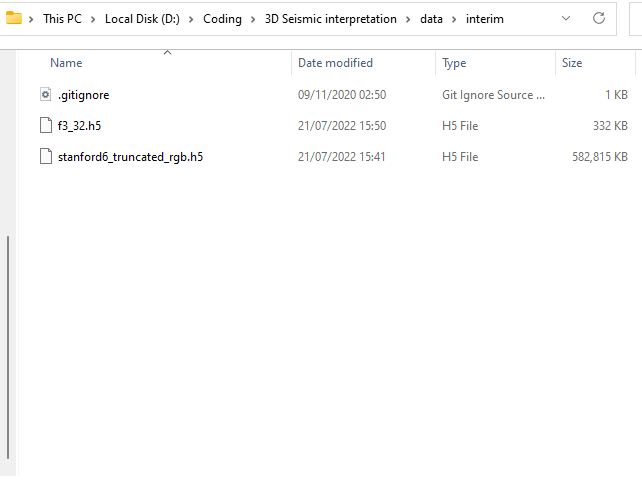 This PC > Local Disk (D:) > Coding > 3D Seismic interpretation > data > interim
Name Date modified Type Size
.gitignore 09/11/2020 02:50 Git Ignore Source ... 1 KB
f3_32.h5 21/07/2022 15:50 H5 File 332 KB
stanford6_truncated_rgb.h5 21/07/2022 15:41 H5 File 582,815 KB